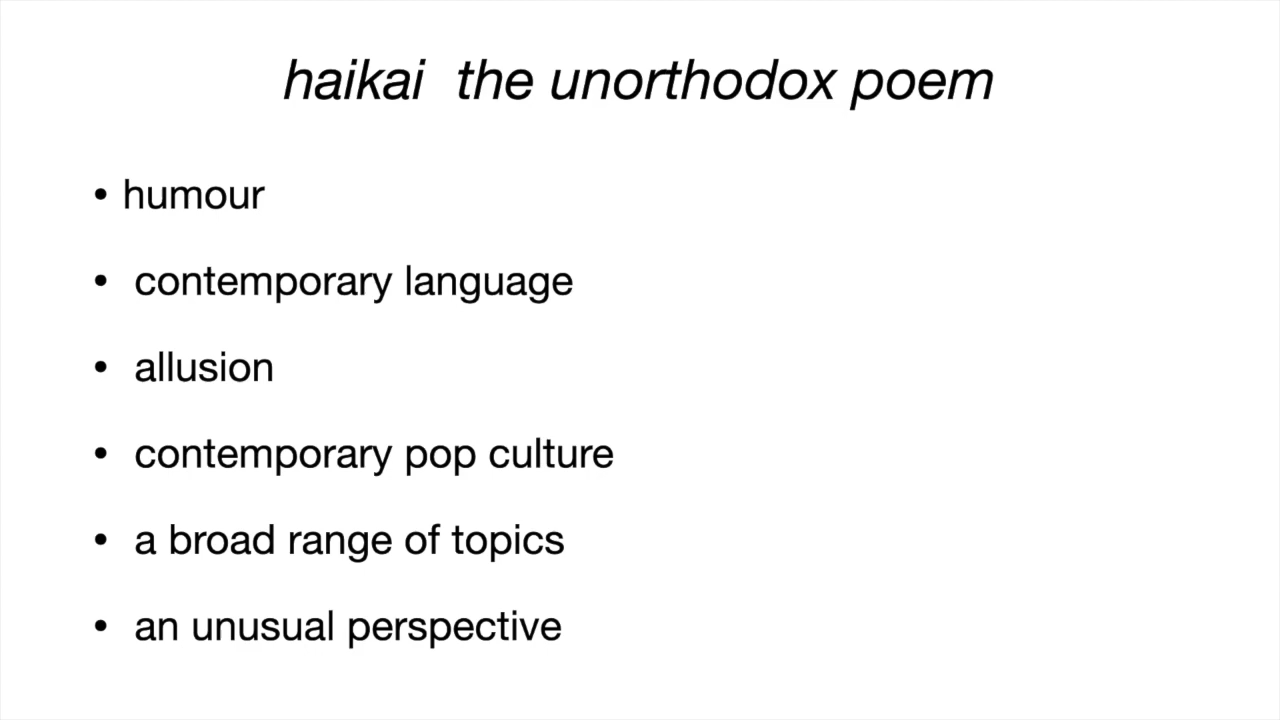 haikai  the unorthodox poem
• humour
• contemporary language
• allusion
• contemporary pop culture
• a broad range of topics
• an unusual perspective